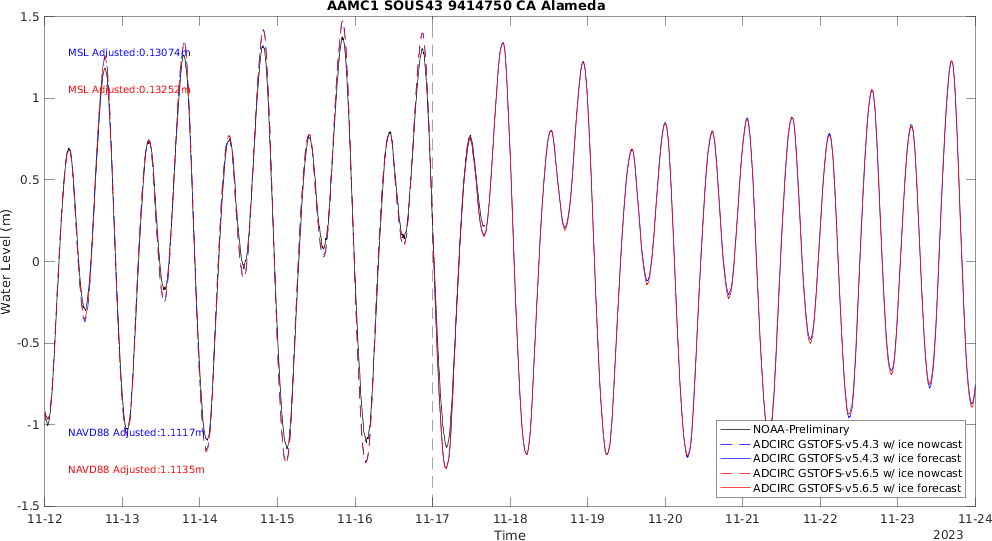 AAMC1 SOUS43 9414750 CA Alameda
1.5
1
0.5
0
-0.5
-1
-1.5
Water Level (m)
MSL Adjusted:0.13074m
MSL Adjusted:0.13252m
NAVD88 Adjusted:1.1117m
NAVD88 Adjusted:1.1135m
NOAA-Preliminary
ADCIRC GSTOFS-v5.4.3 w/ ice nowcast
ADCIRC GSTOFS-v5.4.3 w/ ice forecast
ADCIRC GSTOFS-v5.6.5 w/ ice nowcast
ADCIRC GSTOFS-v5.6.5 w/ ice forecast
11-12 11-13 11-14 11-15 11-16 11-17 11-18 11-19 11-20 11-21 11-22 11-23 11-24
Time
2023